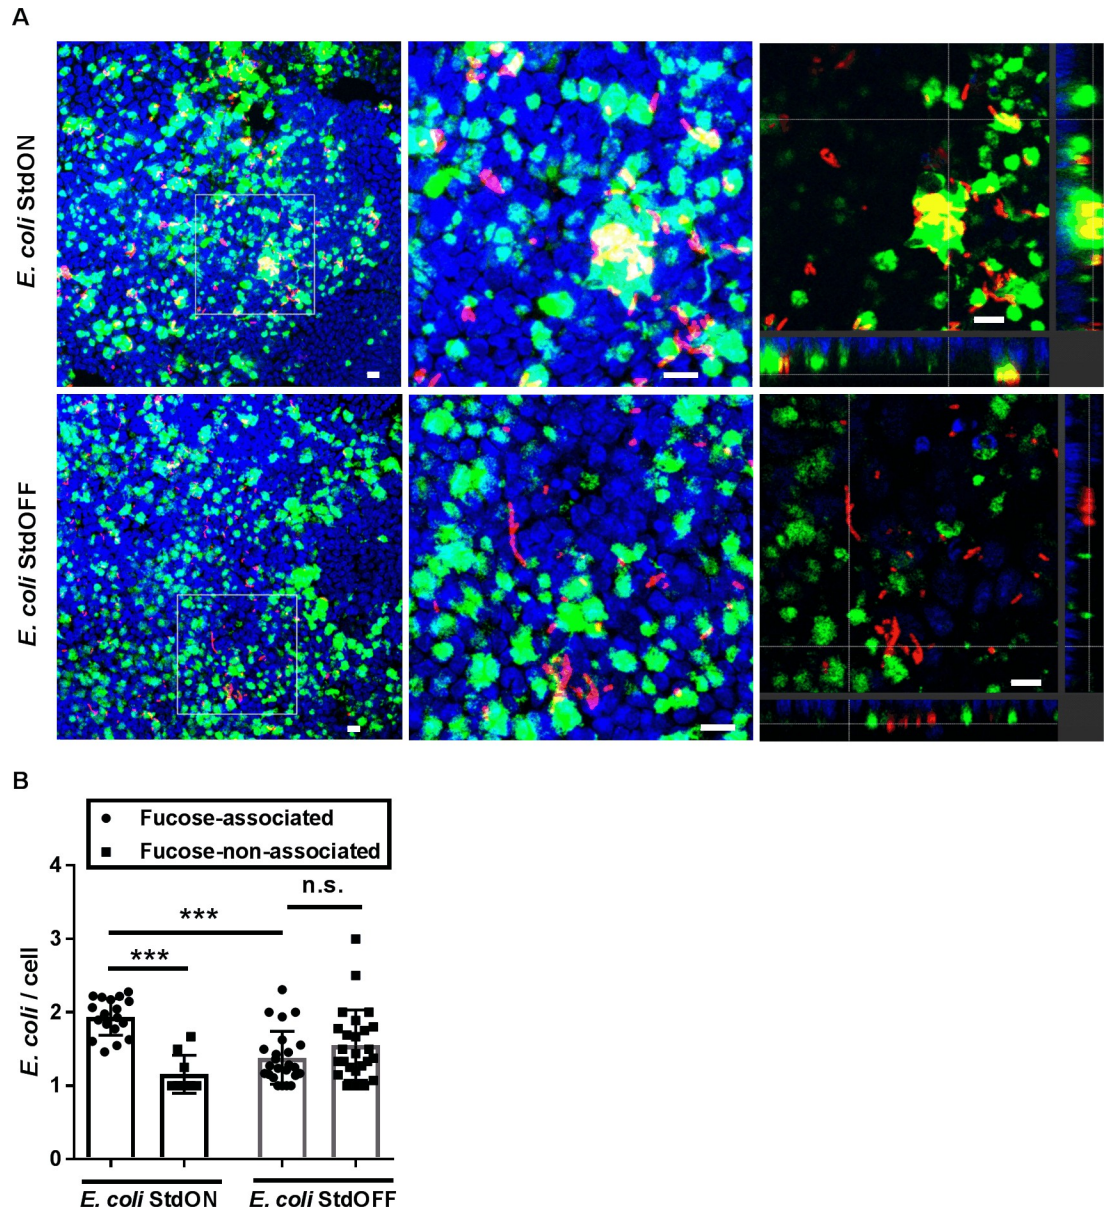 A
E. coli StdON
E. coli StdOFF
B
Fucose-associated
Fucose-non-associated
n.s.
***
***
4
3
2
1
0
E. coli / cell
E. coli StdON
E. coli StdOFF